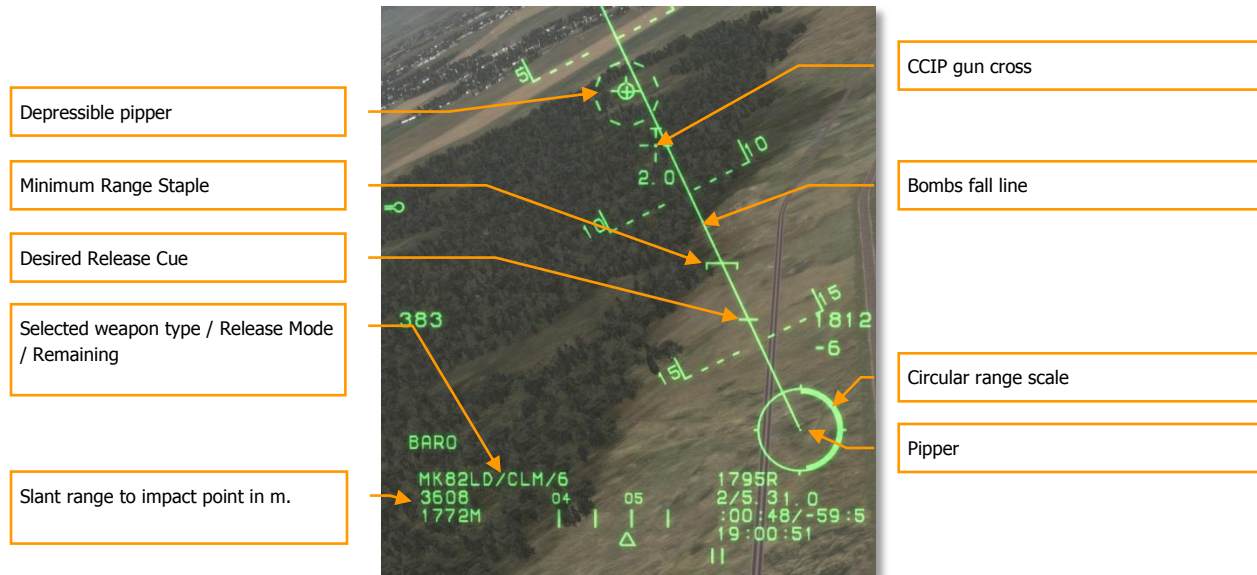 Depressible pipper
Minimum Range Staple
Desired Release Cue
Selected weapon type / Release Mode
/ Remaining
Slant range to impact point in m.
5
2.0
10
10
383
15
1812
-6
15
BARO
MK82LD/CLM/6
3608
1772M
04 05
1795R
2/5.31.0
:00:48/-59:5
19:00:51
CCIP gun cross
Bombs fall line
Circular range scale
Pipper